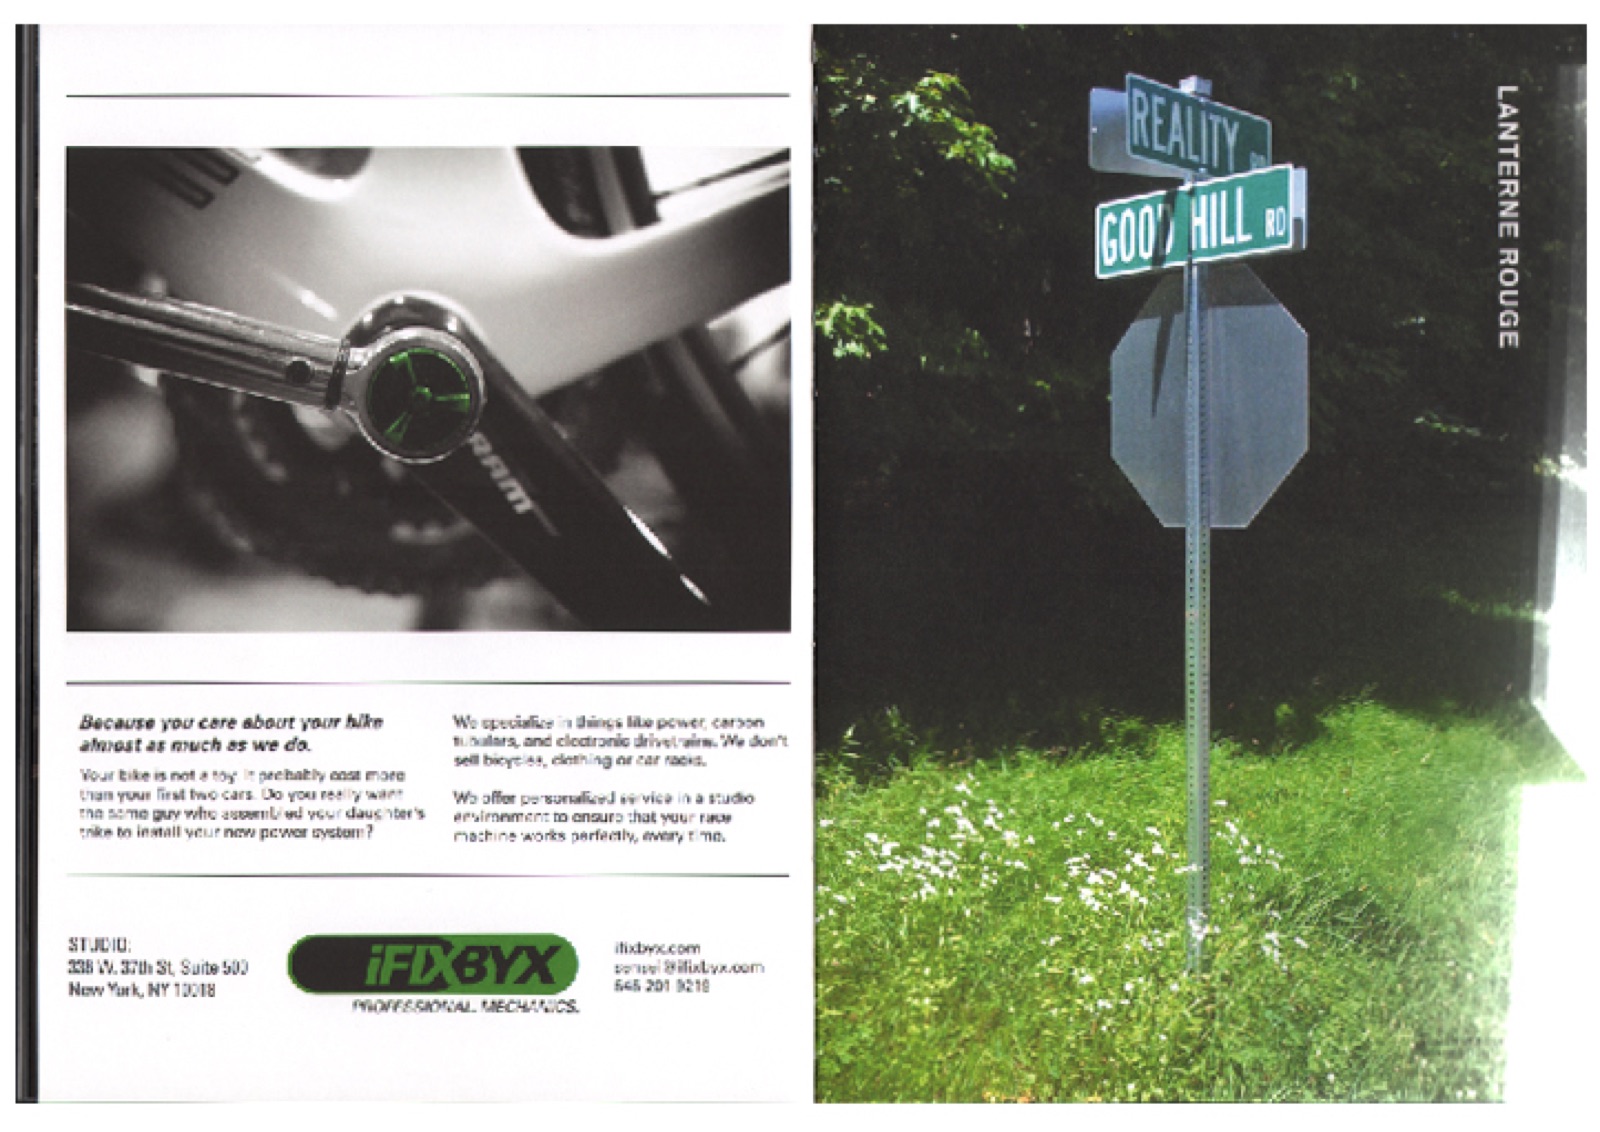 SRAM
Because you care about your bike
almost as much as we do.
Your bike is not a toy. It probably cost more
than your first two cars. Do you really want
the same guy who assembled your daughter's
trike to install your new power system?
We specialize in things like power, carbon
tubulars, and electronic drivetrains. We don't
sell bicycles, clothing or car racks.
We offer personalized service in a studio
environment to ensure that your race
machine works perfectly, every time.
STUDIO:
338 W. 37th St, Suite 500
New York, NY 10018
iFIXBYX
PROFESSIONAL MECHANICS.
ifixbyx.com
sensei@ifixbyx.com
REALITY
GOOD HILL RD
LANTERNE ROUGE